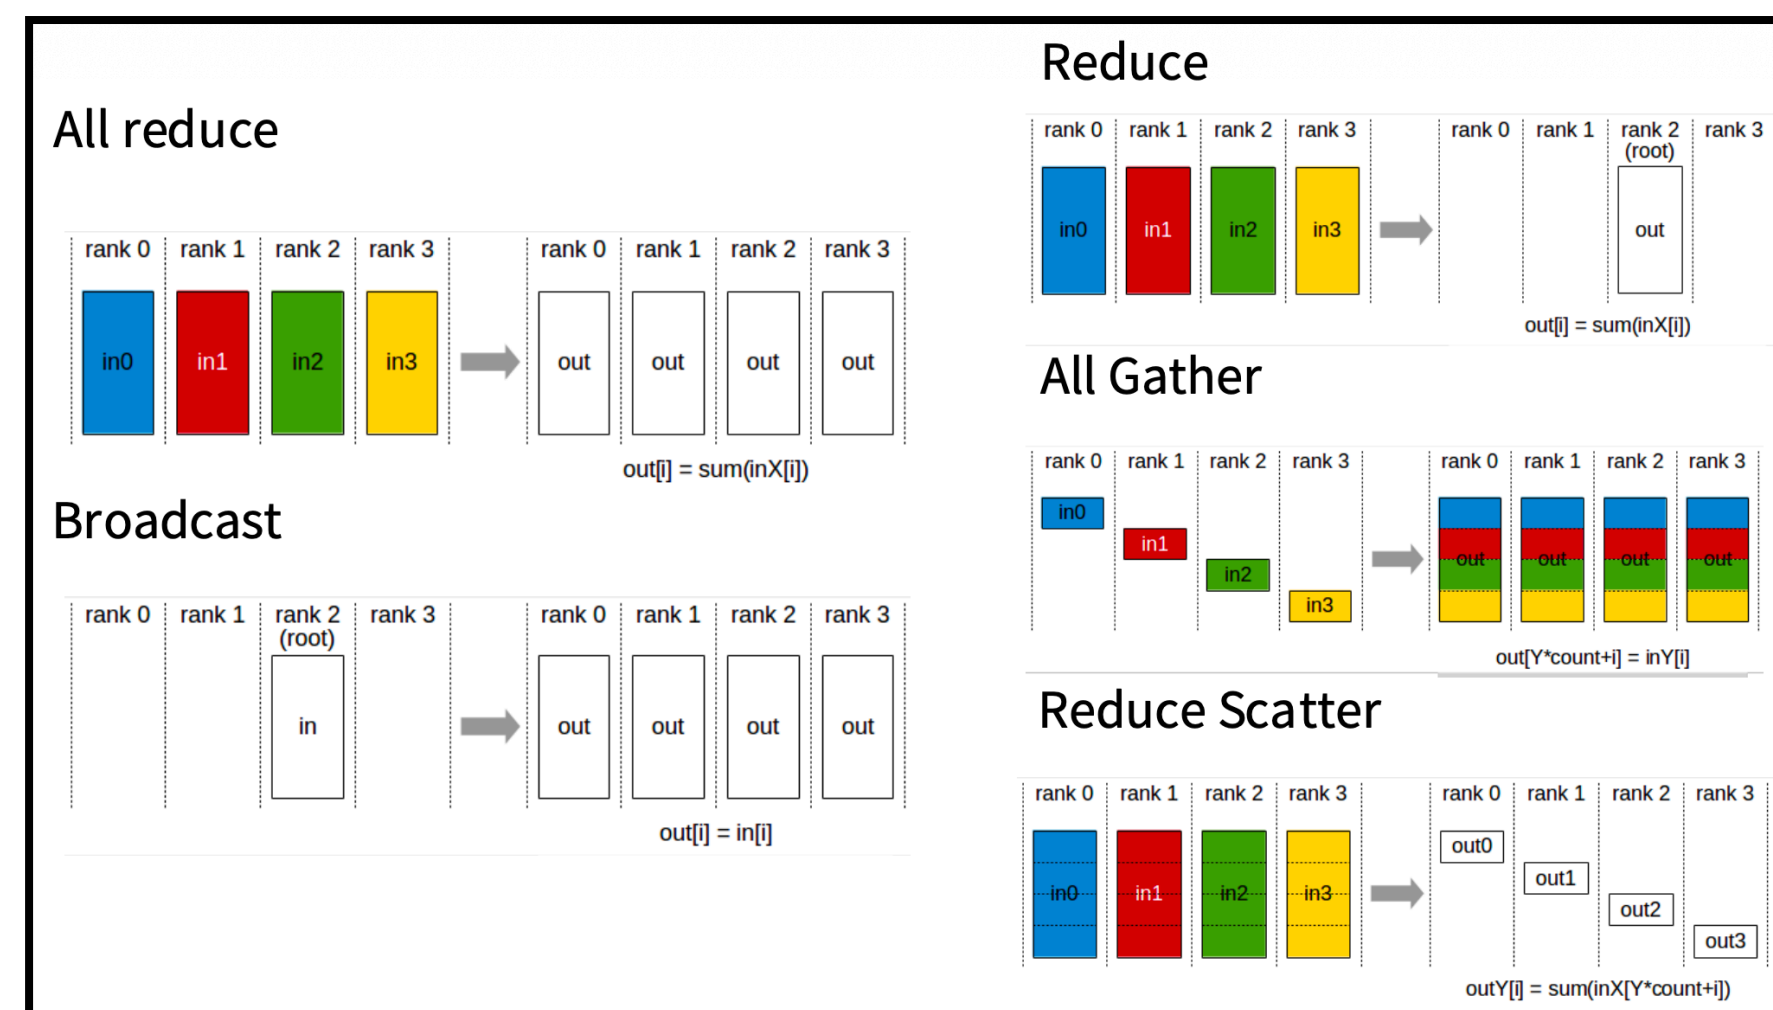 All reduce
rank 0 rank 1 rank 2 rank 3 rank 0 rank 1 rank 2 rank 3
in0 in1 in2 in3 out out out out
out[i] = sum(inX[i])
Broadcast
rank 0 rank 1 rank 2 rank 3 rank 0 rank 1 rank 2 rank 3
(root)
in out out out out
out[i] = in[i]
Reduce
rank 0 rank 1 rank 2 rank 3 rank 0 rank 1 rank 2 rank 3
(root)
in0 in1 in2 in3 out
out[i] = sum(inX[i])
All Gather
rank 0 rank 1 rank 2 rank 3 rank 0 rank 1 rank 2 rank 3
in0
in1
out out out out
in2
in3
out[Y*count+i] = inY[i]
Reduce Scatter
rank 0 rank 1 rank 2 rank 3 rank 0 rank 1 rank 2 rank 3
out0
out1
in0 in1 in2 in3
out2
out3
outY[i] = sum(inX[Y*count+i])